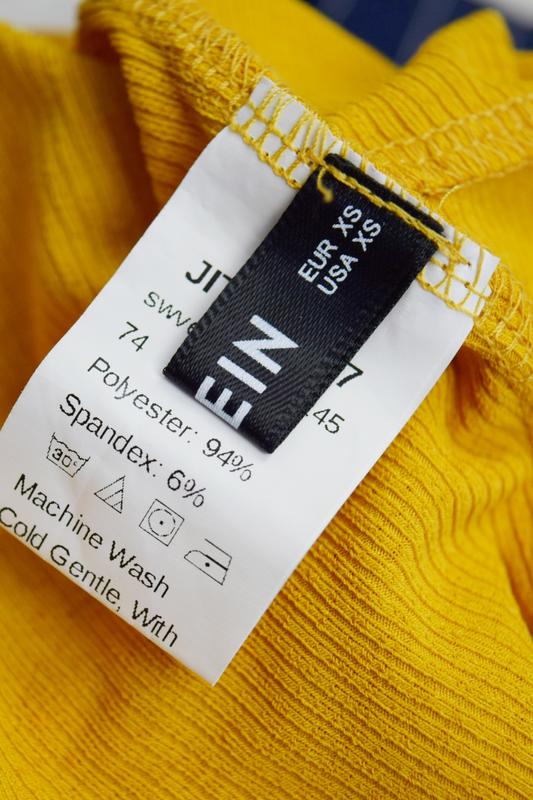 EUR XS
USA XS
EIN
74
45
Polyester: 94%
Spandex: 6%
30°
Machine Wash
Cold Gentle, With